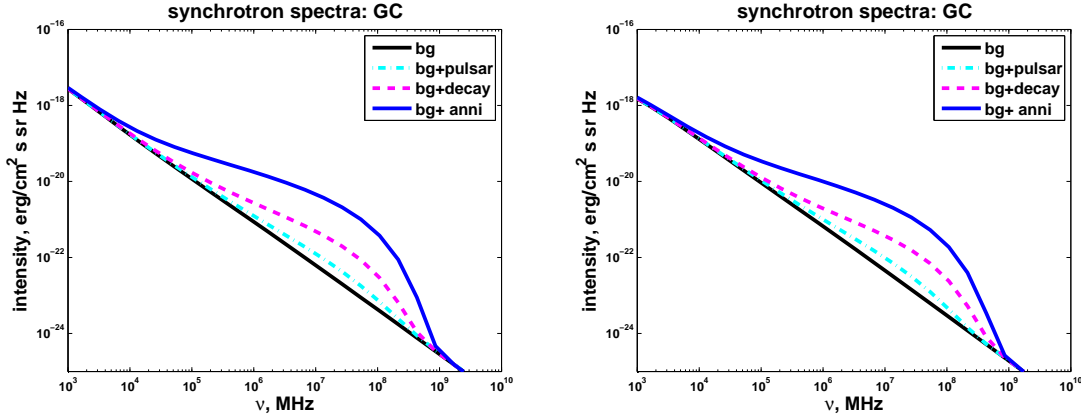 synchrotron spectra: GC
10⁻¹⁶
10⁻¹⁸
10⁻²⁰
10⁻²²
10⁻²⁴
intensity, erg/cm² s sr Hz
bg
bg+pulsar
bg+decay
bg+ anni
10³ 10⁴ 10⁵ 10⁶ 10⁷ 10⁸ 10⁹ 10¹⁰
ν, MHz
synchrotron spectra: GC
10⁻¹⁶
10⁻¹⁸
10⁻²⁰
10⁻²²
10⁻²⁴
intensity, erg/cm² s sr Hz
bg
bg+pulsar
bg+decay
bg+ anni
10³ 10⁴ 10⁵ 10⁶ 10⁷ 10⁸ 10⁹ 10¹⁰
ν, MHz